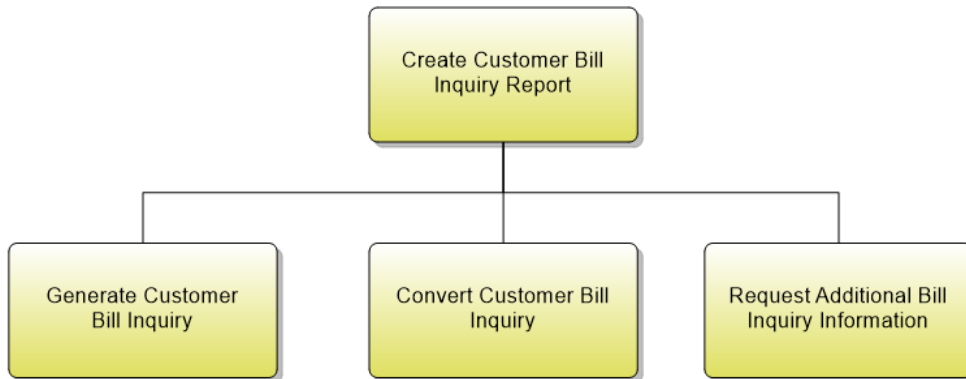 Create Customer Bill
Inquiry Report
Generate Customer
Bill Inquiry
Convert Customer Bill
Inquiry
Request Additional Bill
Inquiry Information